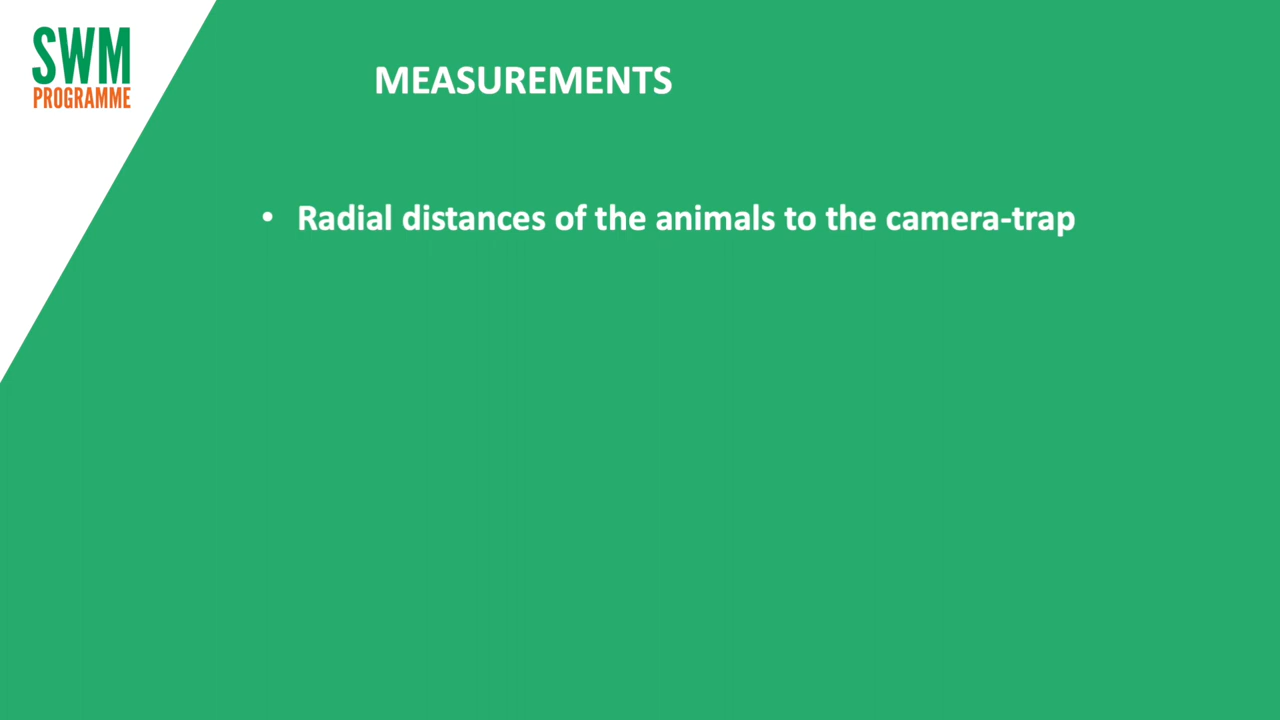 SWM
PROGRAMME
MEASUREMENTS
• Radial distances of the animals to the camera-trap